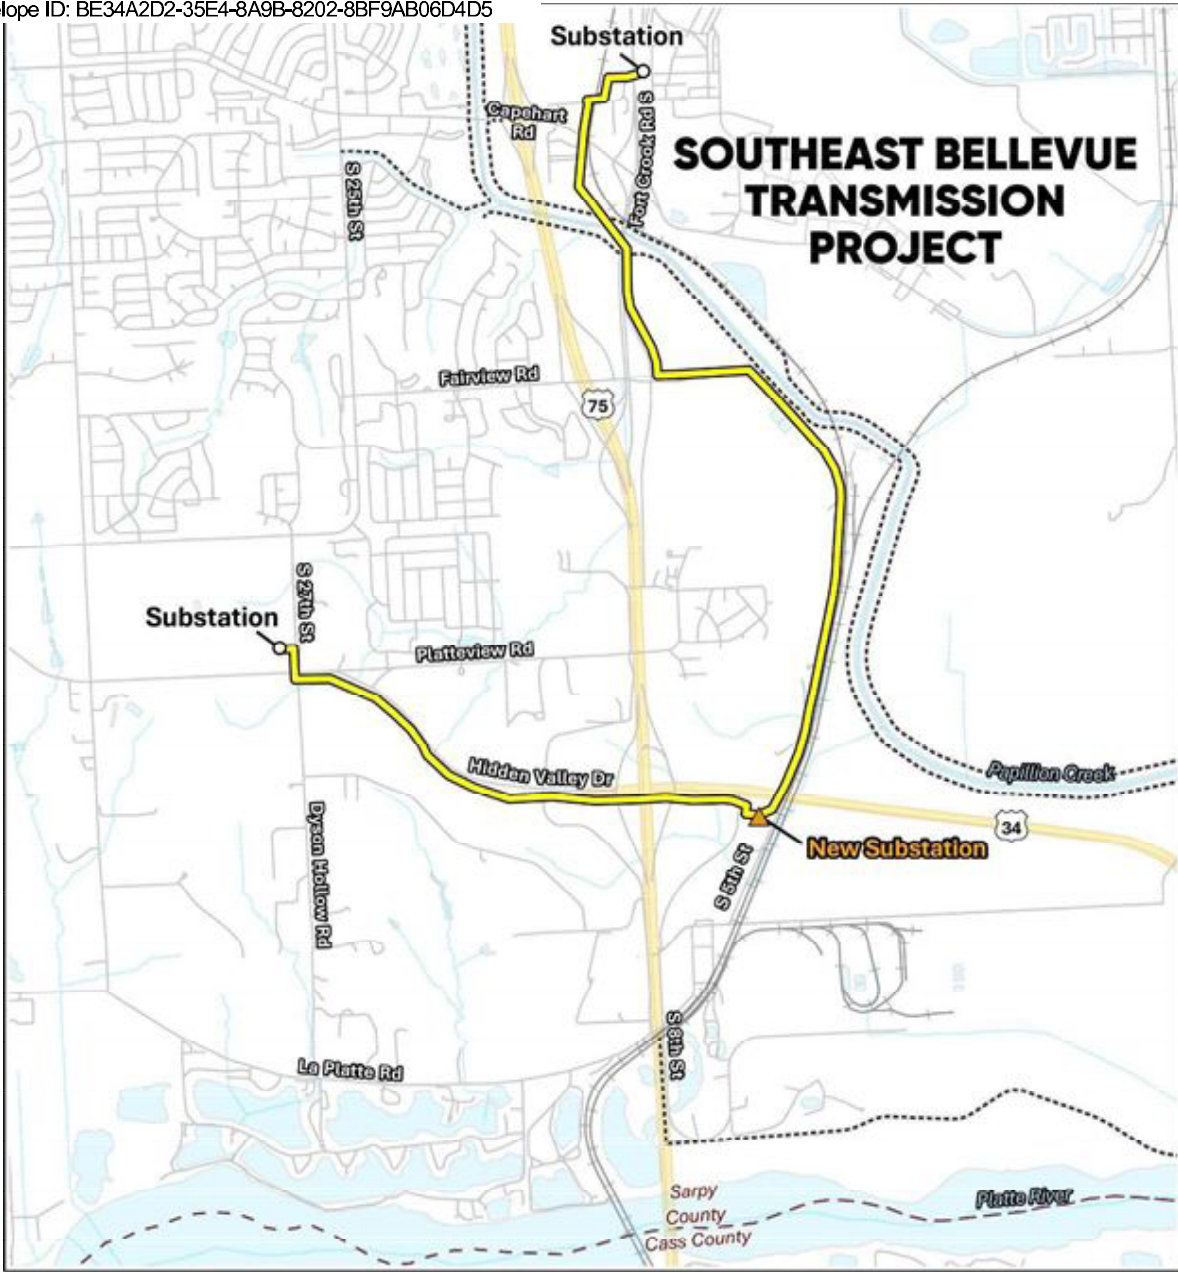 lope ID: BE34A2D2-35E4-8A9B-8202-8BF9AB06D4D5
Substation
Capehart
Rd
Fort Crook Rd S
SOUTHEAST BELLEVUE
TRANSMISSION
PROJECT
S 25th St
Fairview Rd
75
S 27th St
Substation
Platteview Rd
Hidden Valley Dr
Papillion Creek
34
New Substation
S 5th St
Dyson Hollow Rd
S 8th St
La Platte Rd
Sarpy
County
Cass County
Platte River